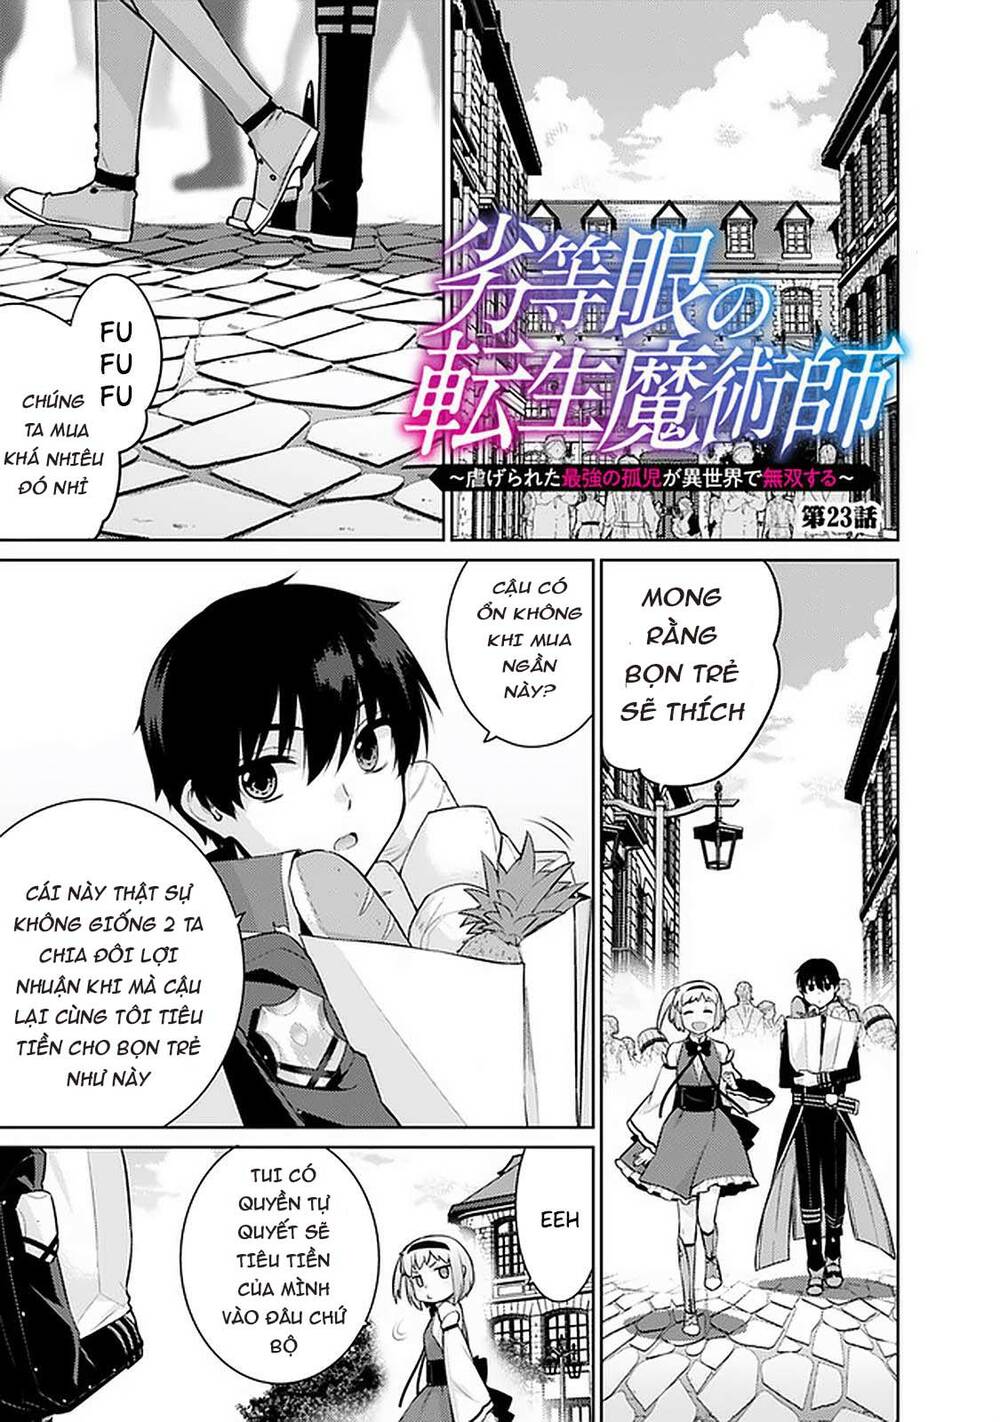 劣等眼の
転生魔術師
~虐げられた最強の孤児が異世界で無双する~
第23話
FU
FU
FU
CHÚNG
TA MUA
KHÁ NHIÊU
ĐÓ NHỈ
MONG
RẰNG
BỌN TRẺ
SẼ THÍCH
CẬU CÓ
ỔN KHÔNG
KHI MUA
NGẦN
NÀY?
CÁI NÀY THẬT SỰ
KHÔNG GIỐNG 2 TA
CHIA ĐÔI LỢI
NHUẬN KHI MÀ CẬU
LẠI CÙNG TÔI TIÊU
TIỀN CHO BỌN TRẺ
NHƯ NÀY
EEH
TUI CÓ
QUYỀN TỰ
QUYẾT SẼ
TIÊU TIỀN
CỦA MÌNH
VÀO ĐÂU CHỨ
BỘ